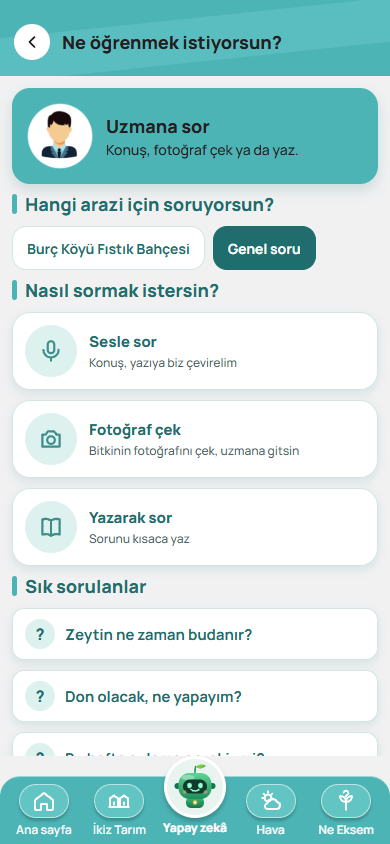 Ne öğrenmek istiyorsun?
Uzmana sor
Konuş, fotoğraf çek ya da yaz.
Hangi arazi için soruyorsun?
Burç Köyü Fıstık Bahçesi
Genel soru
Nasıl sormak istersin?
Sesle sor
Konuş, yazıya biz çevirelim
Fotoğraf çek
Bitkinin fotoğrafını çek, uzmana gitsin
Yazarak sor
Sorunu kısaca yaz
Sık sorulanlar
? Zeytin ne zaman budanır?
? Don olacak, ne yapayım?
Ana sayfa
İkiz Tarım
Yapay zekâ
Hava
Ne Eksem